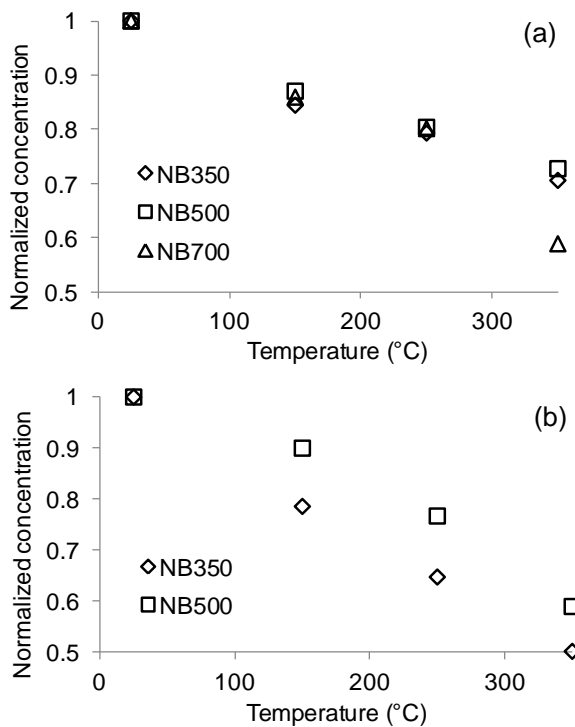 (a)
Normalized concentration
1
0.9
0.8
0.7
0.6
0.5
NB350
NB500
NB700
0 100 200 300
Temperature (°C)
(b)
Normalized concentration
1
0.9
0.8
0.7
0.6
0.5
NB350
NB500
0 100 200 300
Temperature (°C)